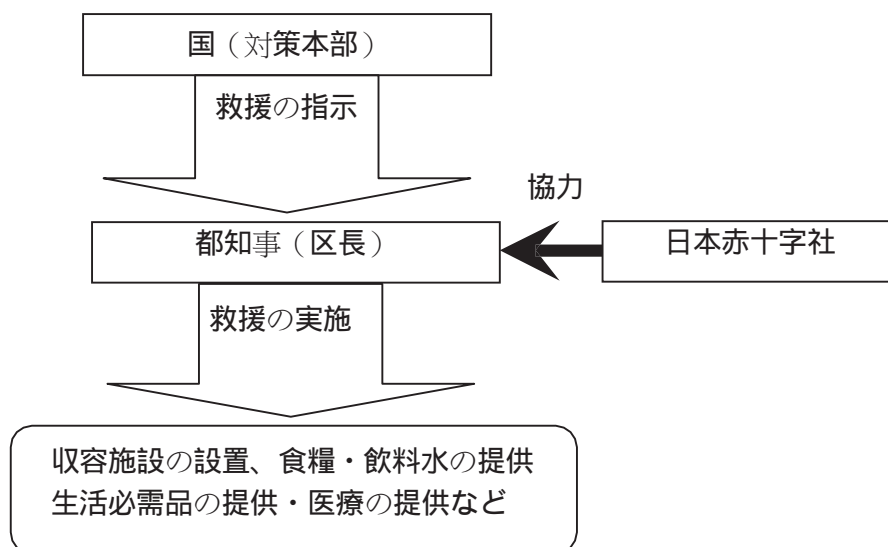 国（対策本部）
救援の指示
協力
都知事（区長）
日本赤十字社
救援の実施
収容施設の設置、食糧・飲料水の提供
生活必需品の提供・医療の提供など